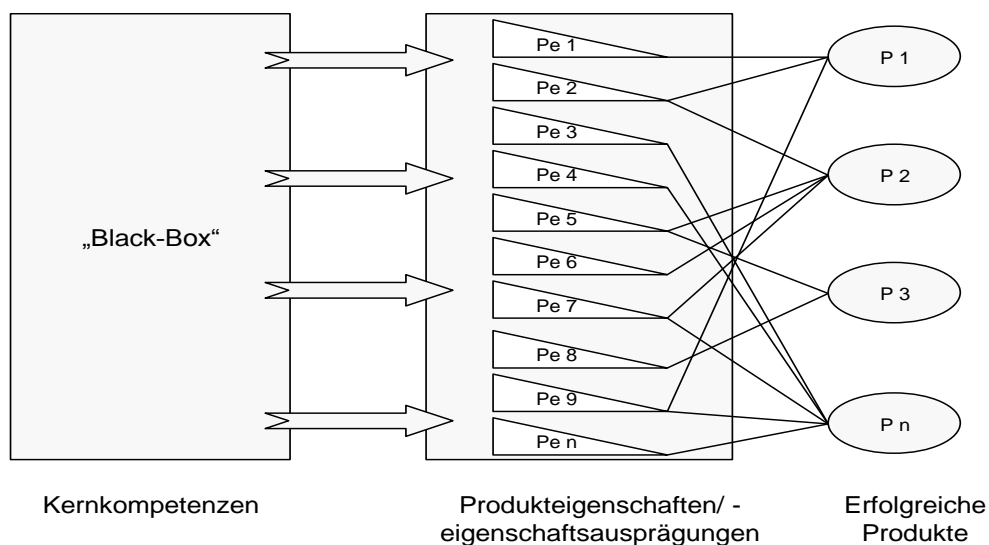 „Black-Box“
Pe 1
Pe 2
Pe 3
Pe 4
Pe 5
Pe 6
Pe 7
Pe 8
Pe 9
Pe n
P 1
P 2
P 3
P n
Kernkompetenzen
Produkteigenschaften/ -
eigenschaftsausprägungen
Erfolgreiche
Produkte